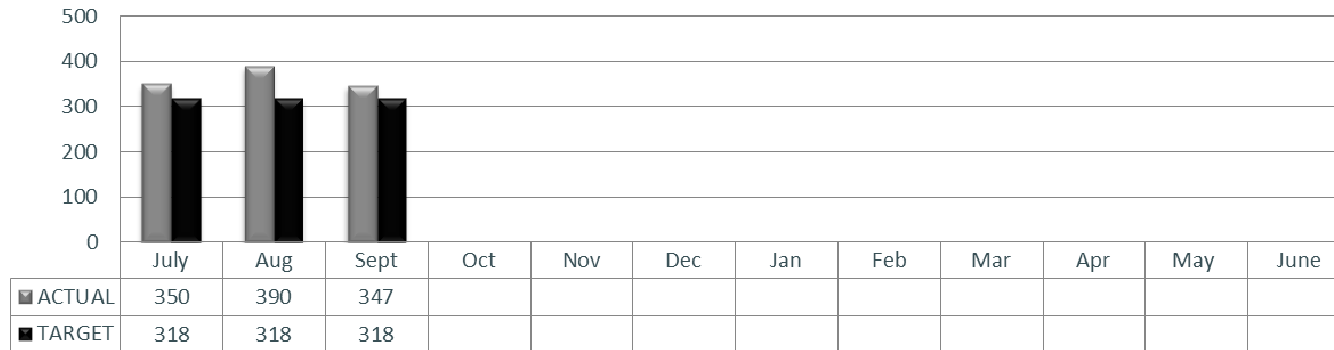 500
400
300
200
100
0
July Aug Sept Oct Nov Dec Jan Feb Mar Apr May June
ACTUAL 350 390 347
TARGET 318 318 318